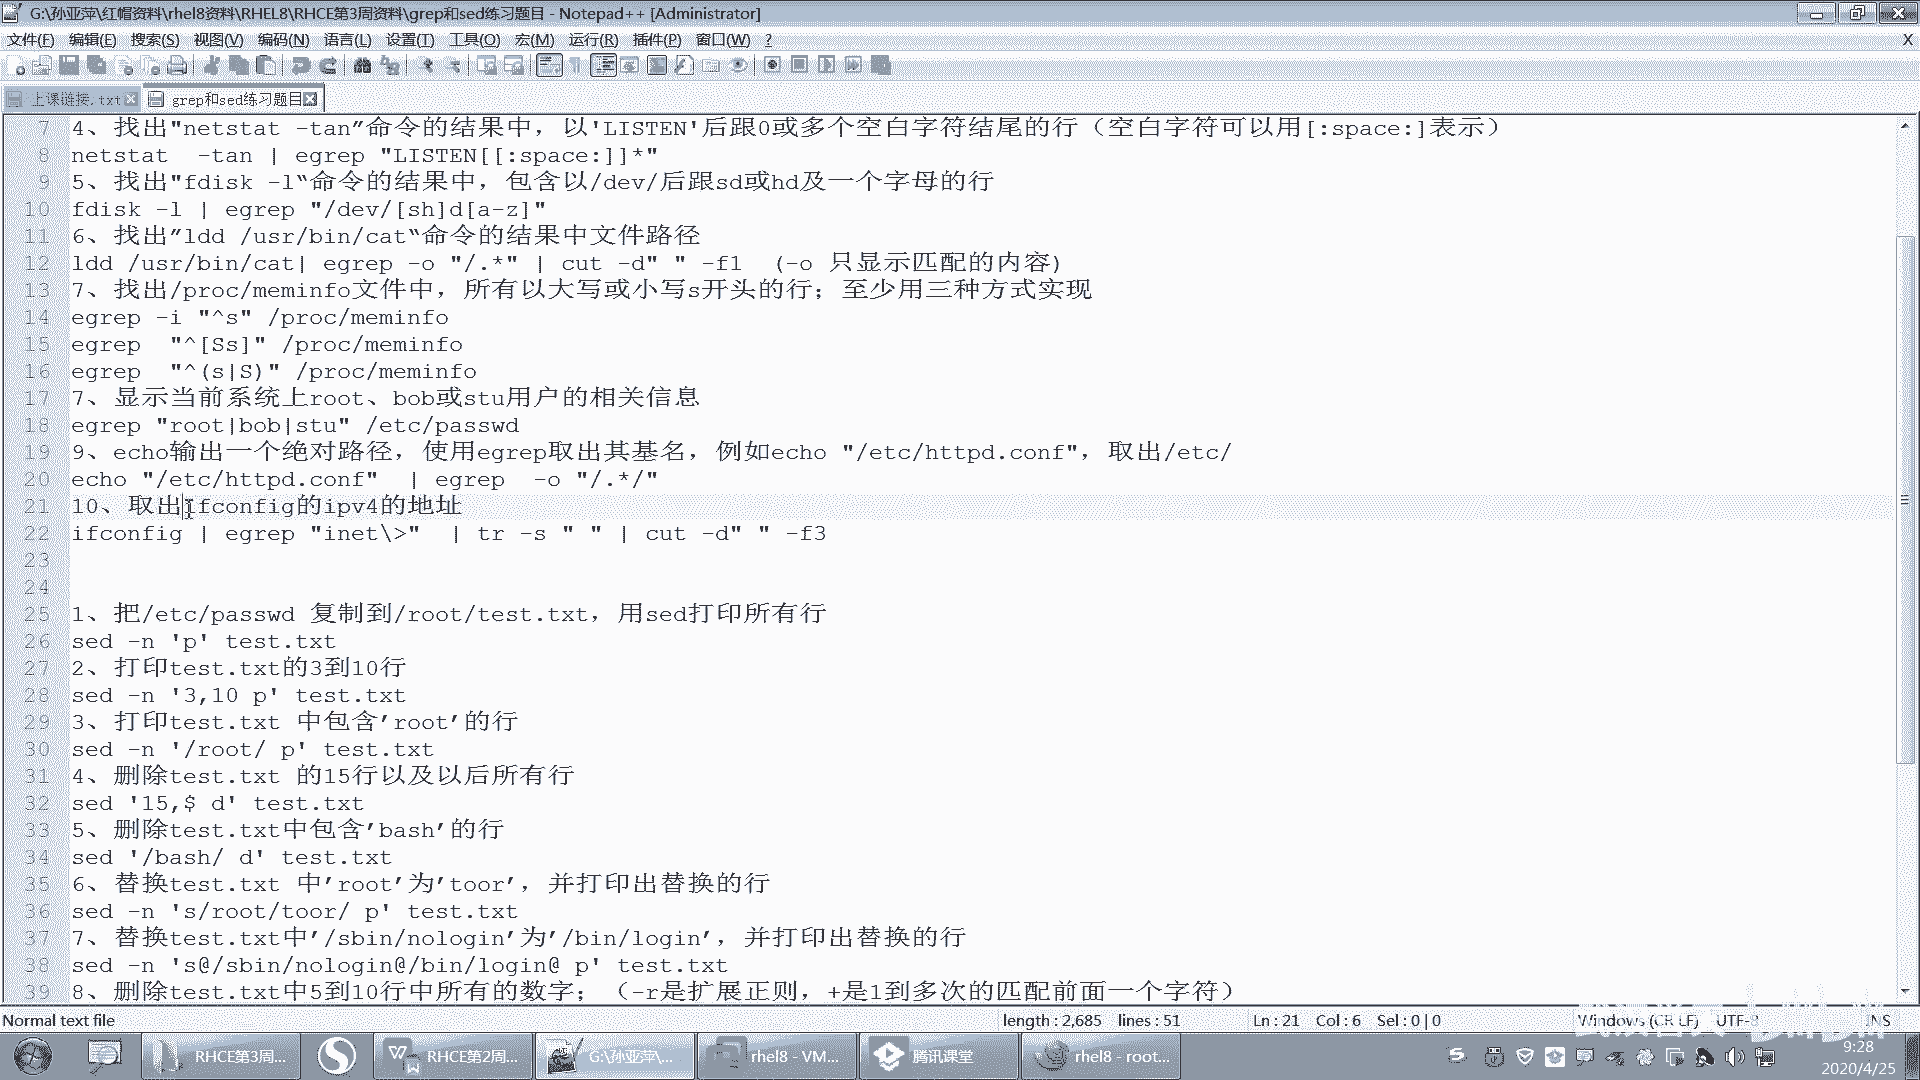 G:\孙亚萍\红帽资料\rhel8资料\RHEL8\RHCE第3周资料\grep和sed练习题目 - Notepad++ [Administrator]
文件(F) 编辑(E) 搜索(S) 视图(V) 编码(N) 语言(L) 设置(T) 工具(O) 宏(M) 运行(R) 插件(P) 窗口(W) ? X
上课链接.txt grep和sed练习题目
7 4、找出"netstat -tan”命令的结果中，以'LISTEN'后跟0或多个空白字符结尾的行（空白字符可以用[:space:]表示）
8 netstat  -tan | egrep "LISTEN[[:space:]]*"
9 5、找出"fdisk -l“命令的结果中，包含以/dev/后跟sd或hd及一个字母的行
10 fdisk -l | egrep "/dev/[sh]d[a-z]"
11 6、找出”ldd /usr/bin/cat“命令的结果中文件路径
12 ldd /usr/bin/cat| egrep -o "/.*" | cut -d" " -f1  (-o 只显示匹配的内容)
13 7、找出/proc/meminfo文件中，所有以大写或小写s开头的行；至少用三种方式实现
14 egrep -i "^s" /proc/meminfo
15 egrep  "^[Ss]" /proc/meminfo
16 egrep  "^(s|S)" /proc/meminfo
17 7、显示当前系统上root、bob或stu用户的相关信息
18 egrep "root|bob|stu" /etc/passwd
19 9、echo输出一个绝对路径，使用egrep取出其基名，例如echo "/etc/httpd.conf"，取出/etc/
20 echo "/etc/httpd.conf"  | egrep  -o "/.*/"
21 10、取出ifconfig的ipv4的地址
22 ifconfig | egrep "inet\>"  | tr -s " " | cut -d" " -f3
23
24
25 1、把/etc/passwd 复制到/root/test.txt，用sed打印所有行
26 sed -n 'p' test.txt
27 2、打印test.txt的3到10行
28 sed -n '3,10 p' test.txt
29 3、打印test.txt 中包含’root’的行
30 sed -n '/root/ p' test.txt
31 4、删除test.txt 的15行以及以后所有行
32 sed '15,$ d' test.txt
33 5、删除test.txt中包含’bash’的行
34 sed '/bash/ d' test.txt
35 6、替换test.txt 中’root’为’toor’，并打印出替换的行
36 sed -n 's/root/toor/ p' test.txt
37 7、替换test.txt中’/sbin/nologin’为’/bin/login’，并打印出替换的行
38 sed -n 's@/sbin/nologin@/bin/login@ p' test.txt
39 8、删除test.txt中5到10行中所有的数字；（-r是扩展正则，+是1到多次的匹配前面一个字符）
Normal text file length : 2,685 lines : 51 Ln : 21 Col : 6 Sel : 0 | 0 Windows (CR LF) UTF-8 INS
RHCE第3周... RHCE第2周... G:\孙亚萍\... rhel8 - VM... 腾讯课堂 rhel8 - root... 9:28
2020/4/25